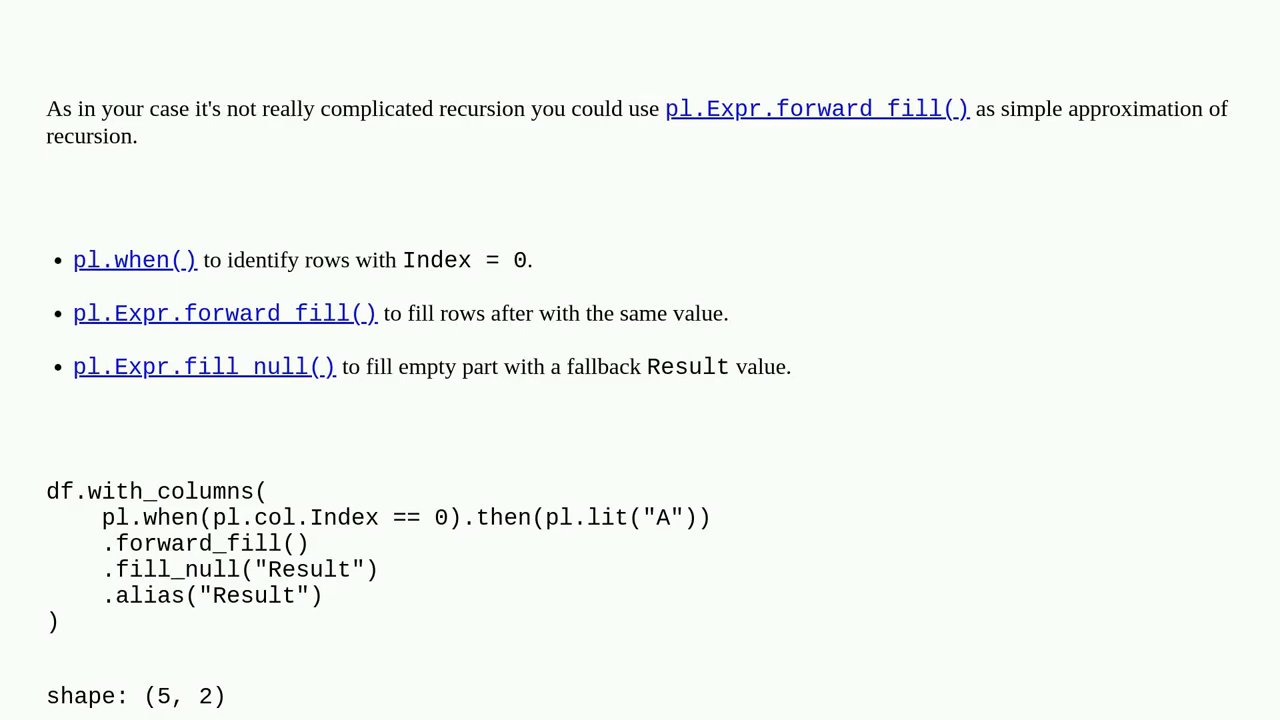 As in your case it's not really complicated recursion you could use pl.Expr.forward_fill() as simple approximation of
recursion.
• pl.when() to identify rows with Index = 0.
• pl.Expr.forward_fill() to fill rows after with the same value.
• pl.Expr.fill_null() to fill empty part with a fallback Result value.
df.with_columns(
    pl.when(pl.col.Index == 0).then(pl.lit("A"))
    .forward_fill()
    .fill_null("Result")
    .alias("Result")
)
shape: (5, 2)